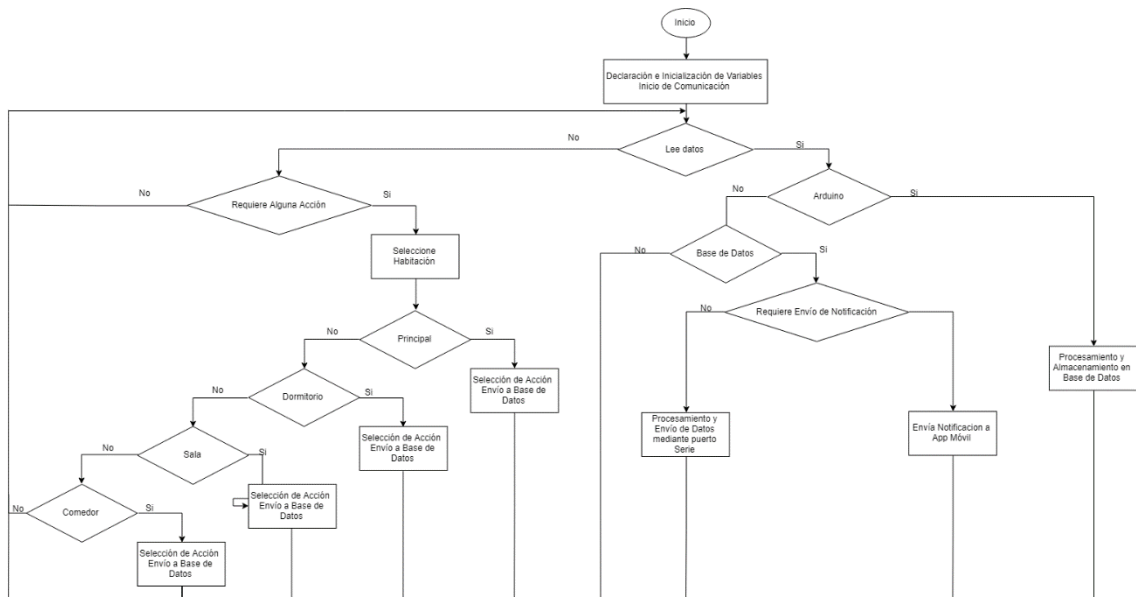 Inicio
Declaración e Inicialización de Variables
Inicio de Comunicación
No
Lee datos
Si
No
Requiere Alguna Acción
Si
No
Arduino
Si
Seleccione
Habitación
No
Base de Datos
Si
No
Principal
Si
No
Requiere Envío de Notificación
No
Dormitorio
Si
Selección de Acción
Envío a Base de
Datos
Procesamiento y
Almacenamiento en
Base de Datos
No
Sala
Si
Selección de Acción
Envío a Base de
Datos
Procesamiento y
Envío de Datos
mediante puerto
Serie
Envía Notificacion a
App Móvil
No
Comedor
Si
Selección de Acción
Envío a Base de
Datos
Selección de Acción
Envío a Base de
Datos